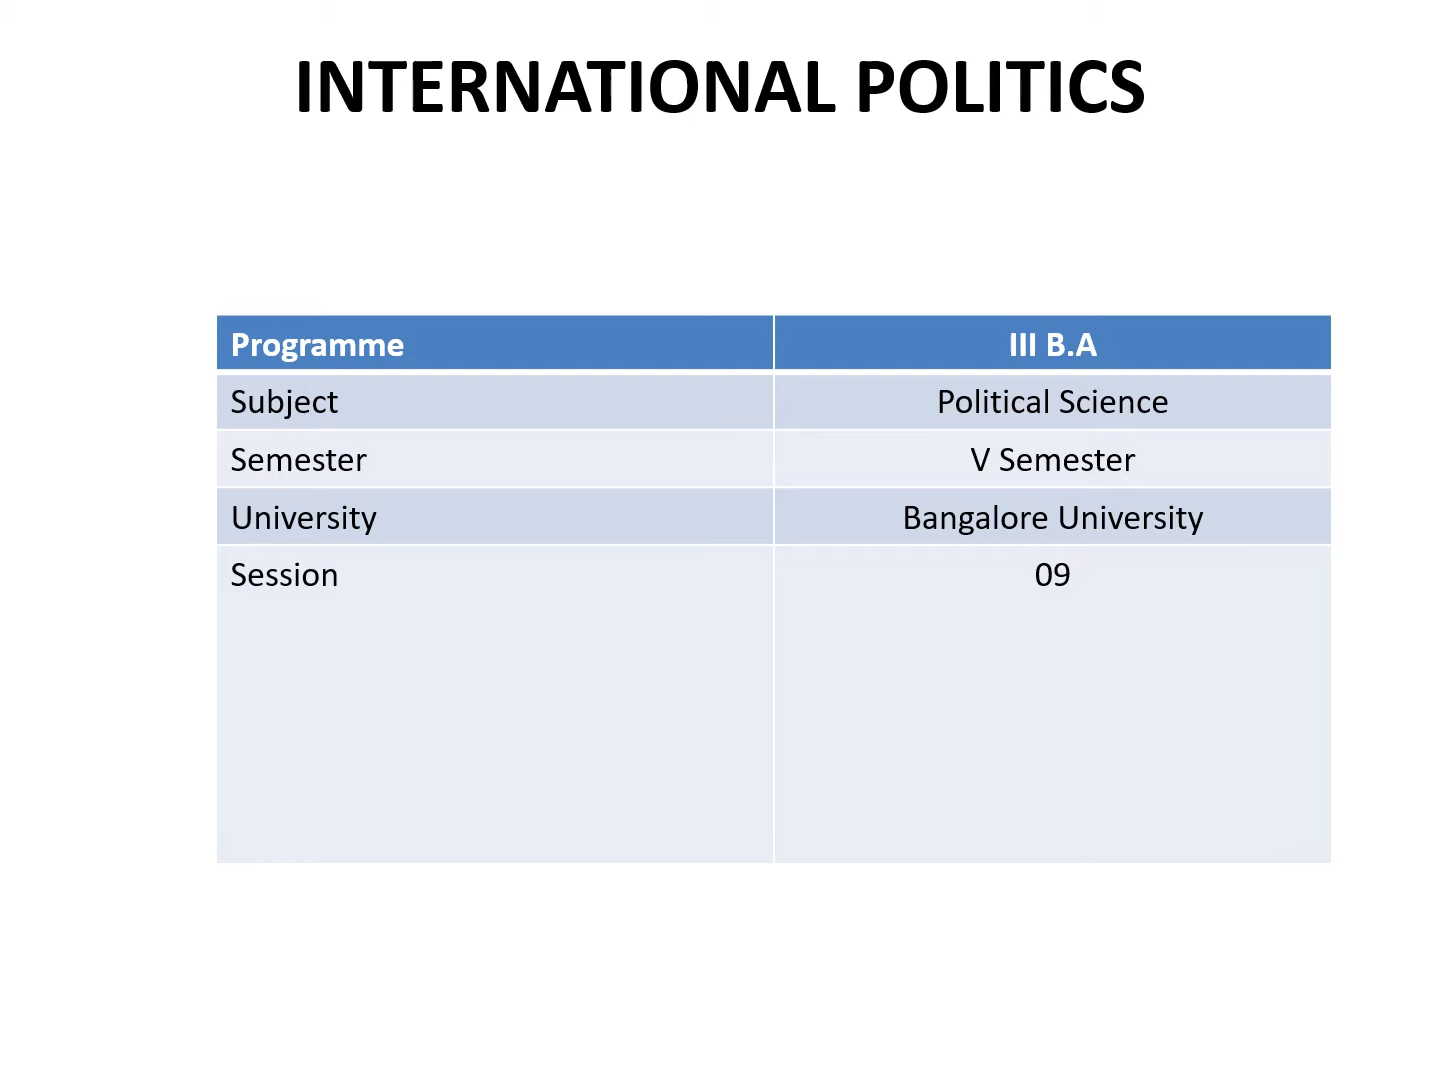 INTERNATIONAL POLITICS
Programme III B.A
Subject Political Science
Semester V Semester
University Bangalore University
Session 09